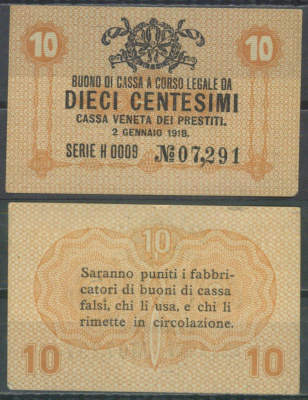 10 10
BUONO DI CASSA A CORSO LEGALE DA
DIECI CENTESIMI
CASSA VENETA DEI PRESTITI.
2 GENNAIO 1918.
SERIE H 0009 No 07,291
10
Saranno puniti i fabbri-
catori di buoni di cassa
falsi, chi li usa, e chi li
rimette in circolazione.
10 10